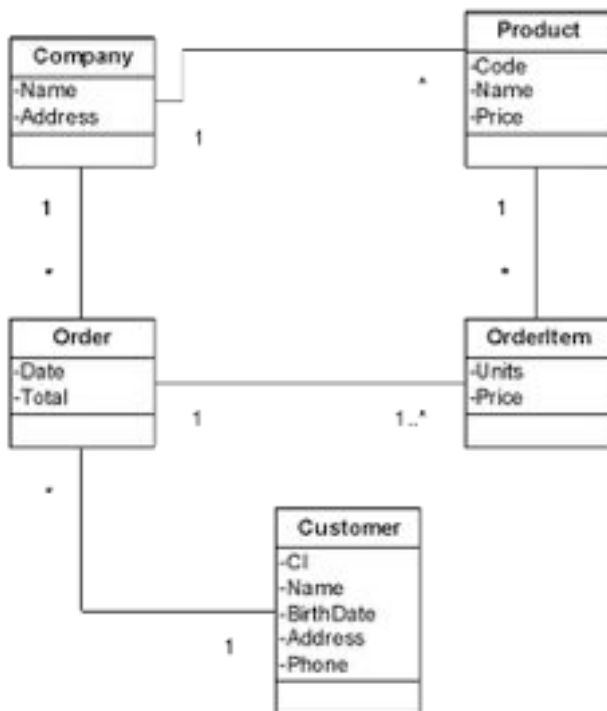 Company
-Name
-Address
Product
-Code
-Name
-Price
*
1
1
*
1
*
Order
-Date
-Total
OrderItem
-Units
-Price
1
1..*
*
Customer
-CI
-Name
-BirthDate
-Address
-Phone
1